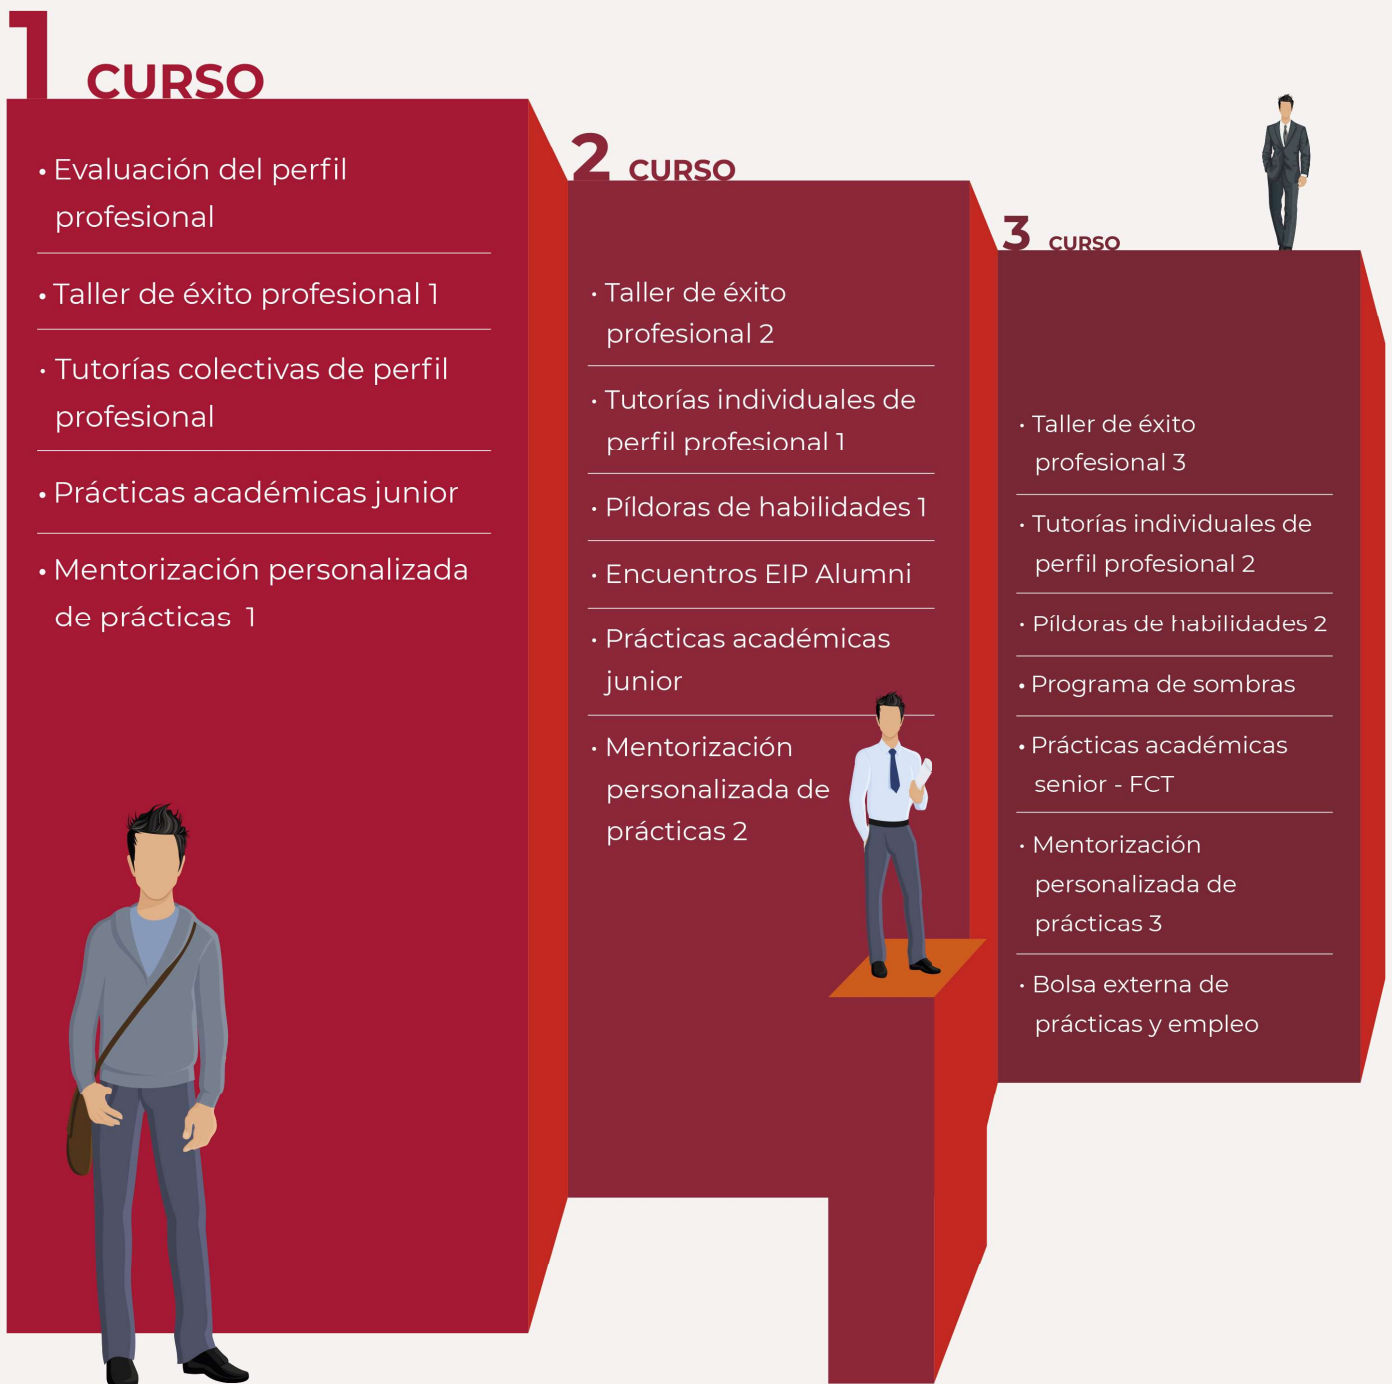 1 CURSO
• Evaluación del perfil
profesional
• Taller de éxito profesional 1
• Tutorías colectivas de perfil
profesional
• Prácticas académicas junior
• Mentorización personalizada
de prácticas 1
2 CURSO
• Taller de éxito
profesional 2
• Tutorías individuales de
perfil profesional 1
• Píldoras de habilidades 1
• Encuentros EIP Alumni
• Prácticas académicas
junior
• Mentorización
personalizada de
prácticas 2
3 CURSO
• Taller de éxito
profesional 3
• Tutorías individuales de
perfil profesional 2
• Píldoras de habilidades 2
• Programa de sombras
• Prácticas académicas
senior - FCT
• Mentorización
personalizada de
prácticas 3
• Bolsa externa de
prácticas y empleo